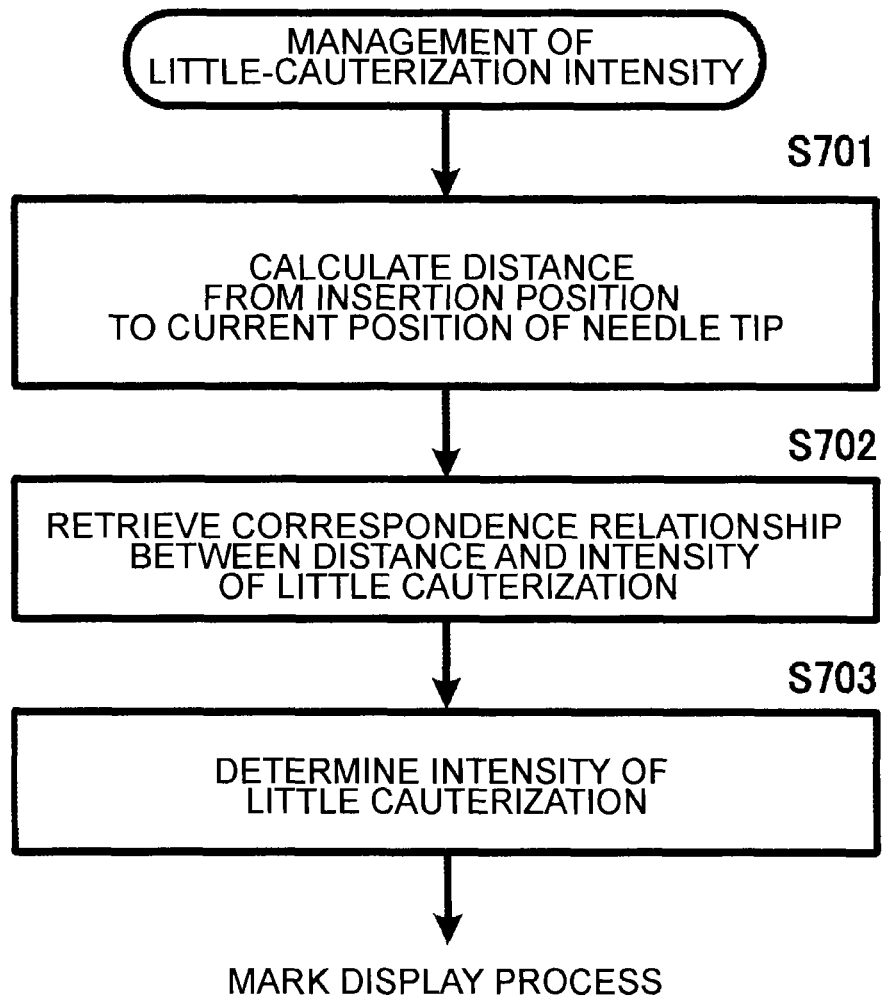 MANAGEMENT OF
LITTLE-CAUTERIZATION INTENSITY
S701
CALCULATE DISTANCE
FROM INSERTION POSITION
TO CURRENT POSITION OF NEEDLE TIP
S702
RETRIEVE CORRESPONDENCE RELATIONSHIP
BETWEEN DISTANCE AND INTENSITY
OF LITTLE CAUTERIZATION
S703
DETERMINE INTENSITY OF
LITTLE CAUTERIZATION
MARK DISPLAY PROCESS